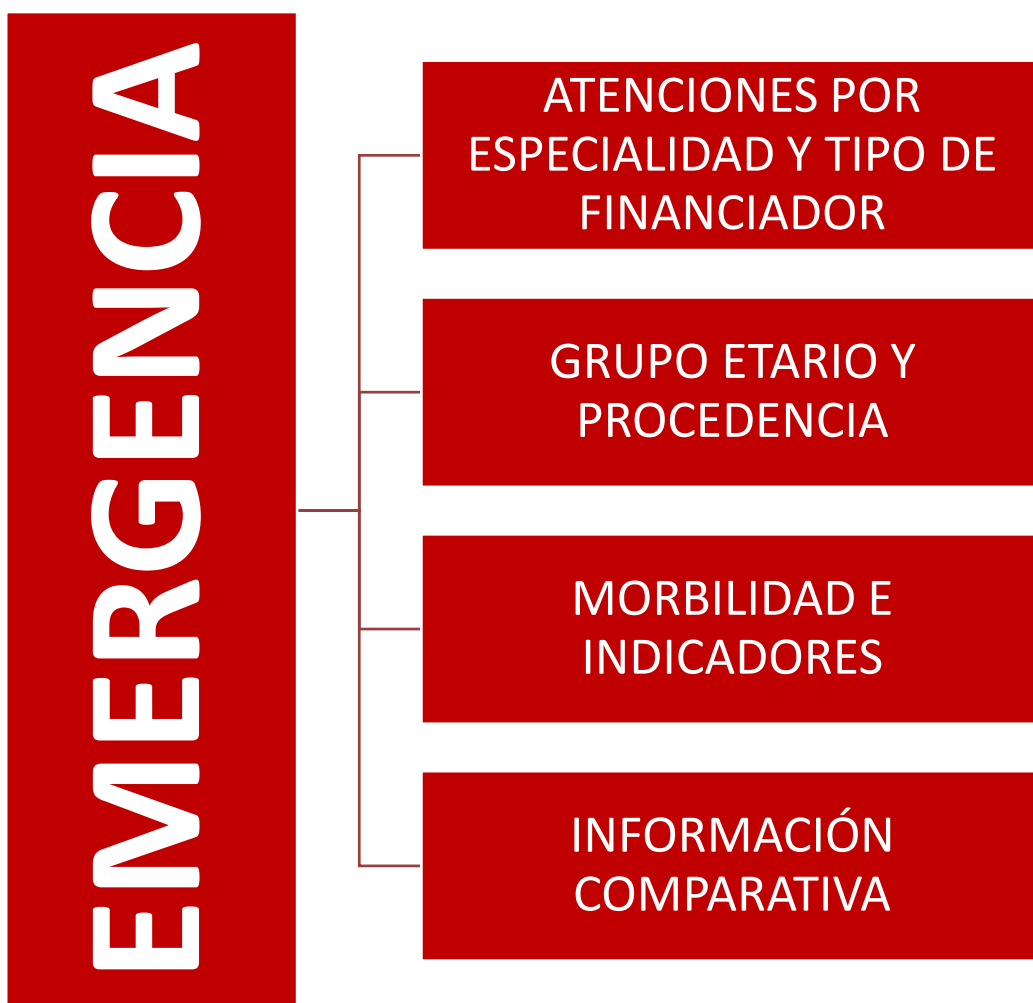 EMERGENCIA
ATENCIONES POR
ESPECIALIDAD Y TIPO DE
FINANCIADOR
GRUPO ETARIO Y
PROCEDENCIA
MORBILIDAD E
INDICADORES
INFORMACIÓN
COMPARATIVA